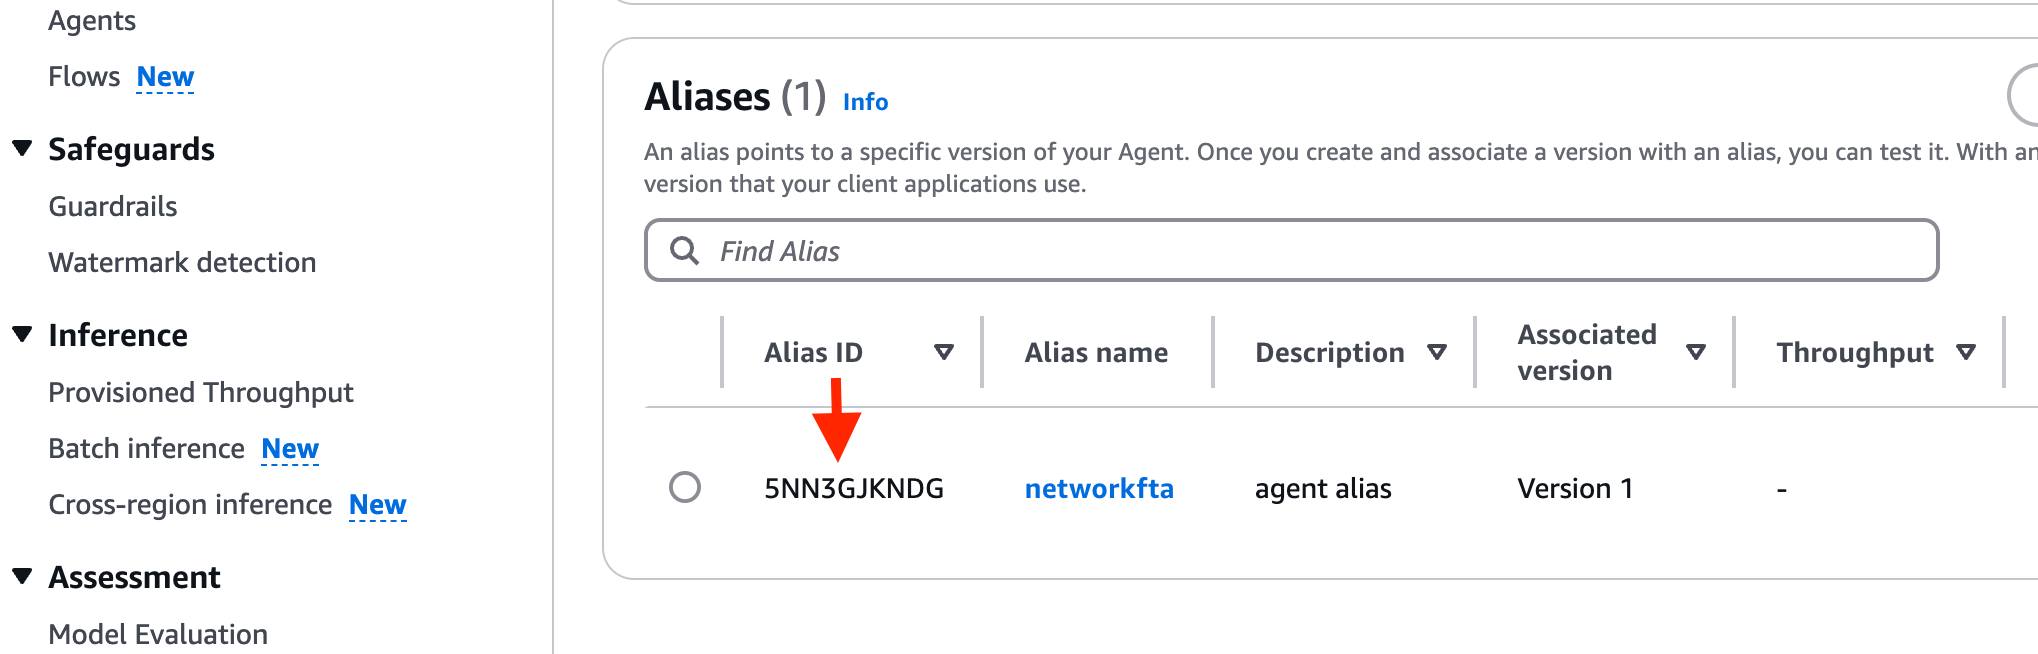 Agents
Flows New
Safeguards
Guardrails
Watermark detection
Inference
Provisioned Throughput
Batch inference New
Cross-region inference New
Assessment
Model Evaluation
Aliases (1) Info
An alias points to a specific version of your Agent. Once you create and associate a version with an alias, you can test it. With an
version that your client applications use.
Find Alias
Alias ID Alias name Description Associated version Throughput
5NN3GJKNDG networkfta agent alias Version 1 -